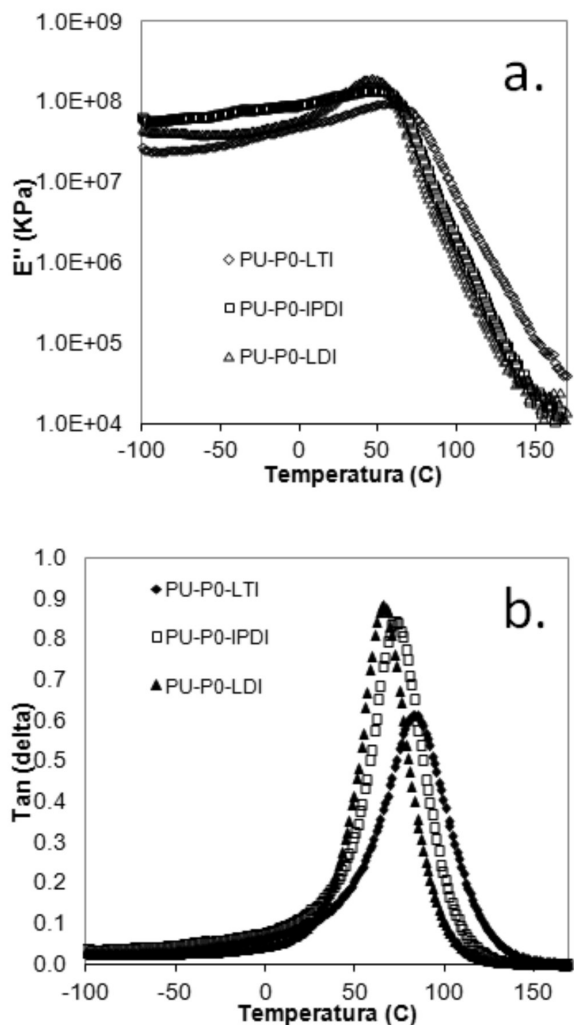 a.
1.0E+09
1.0E+08
1.0E+07
1.0E+06
1.0E+05
1.0E+04
E'' (KPa)
PU-P0-LTI
PU-P0-IPDI
PU-P0-LDI
-100 -50 0 50 100 150
Temperatura (C)
b.
1.0
0.9
0.8
0.7
0.6
0.5
0.4
0.3
0.2
0.1
0.0
Tan (delta)
PU-P0-LTI
PU-P0-IPDI
PU-P0-LDI
-100 -50 0 50 100 150
Temperatura (C)